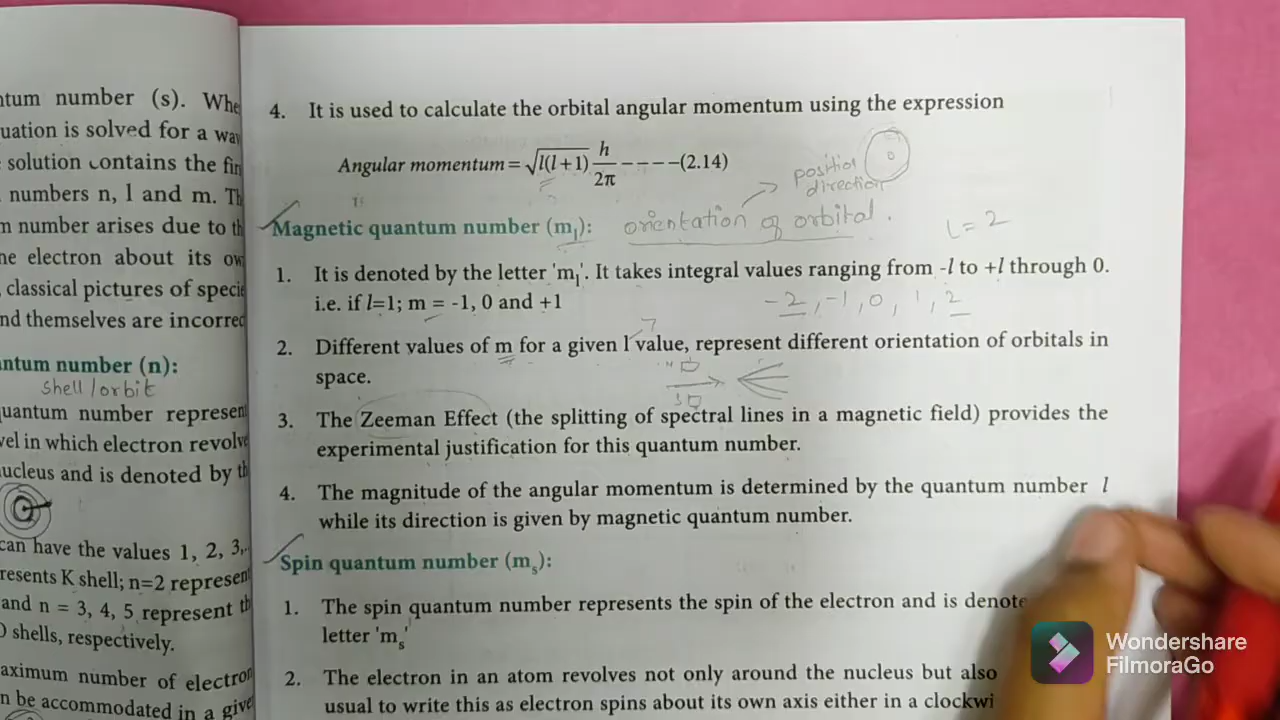 ntum number (s). Whe
uation is solved for a wav
solution contains the fir
numbers n, l and m. Th
m number arises due to th
he electron about its ow
classical pictures of specie
nd themselves are incorrec
antum number (n):
shell/orbit
quantum number represent
vel in which electron revolve
nucleus and is denoted by th
can have the values 1, 2, 3,.
resents K shell; n=2 represent
and n = 3, 4, 5 represent th
O shells, respectively.
aximum number of electron
n be accommodated in a give
4. It is used to calculate the orbital angular momentum using the expression
Angular momentum = √l(l+1) h/2π ----- (2.14)
position
direction
Magnetic quantum number (ml): orientation of orbital.
l = 2
1. It is denoted by the letter 'ml'. It takes integral values ranging from -l to +l through 0.
i.e. if l=1; m = -1, 0 and +1
-2, -1, 0, 1, 2
2. Different values of m for a given l value, represent different orientation of orbitals in
space.
3. The Zeeman Effect (the splitting of spectral lines in a magnetic field) provides the
experimental justification for this quantum number.
4. The magnitude of the angular momentum is determined by the quantum number l
while its direction is given by magnetic quantum number.
Spin quantum number (ms):
1. The spin quantum number represents the spin of the electron and is denote
letter 'ms'
2. The electron in an atom revolves not only around the nucleus but also
usual to write this as electron spins about its own axis either in a clockwi
Wondershare
FilmoraGo